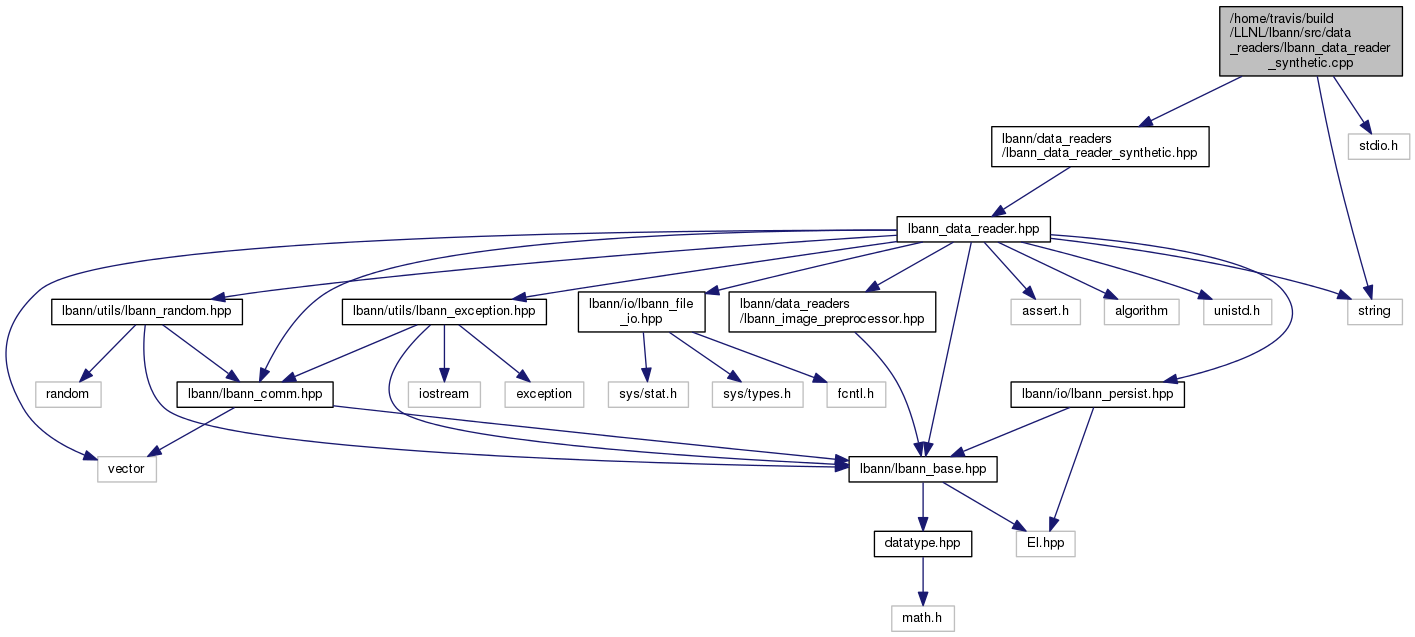 /home/travis/build
/LLNL/lbann/src/data
_readers/lbann_data_reader
_synthetic.cpp
lbann/data_readers
/lbann_data_reader_synthetic.hpp
stdio.h
lbann_data_reader.hpp
lbann/utils/lbann_random.hpp
lbann/utils/lbann_exception.hpp
lbann/io/lbann_file
_io.hpp
lbann/data_readers
/lbann_image_preprocessor.hpp
assert.h
algorithm
unistd.h
string
random
lbann/lbann_comm.hpp
iostream
exception
sys/stat.h
sys/types.h
fcntl.h
lbann/io/lbann_persist.hpp
vector
lbann/lbann_base.hpp
datatype.hpp
El.hpp
math.h